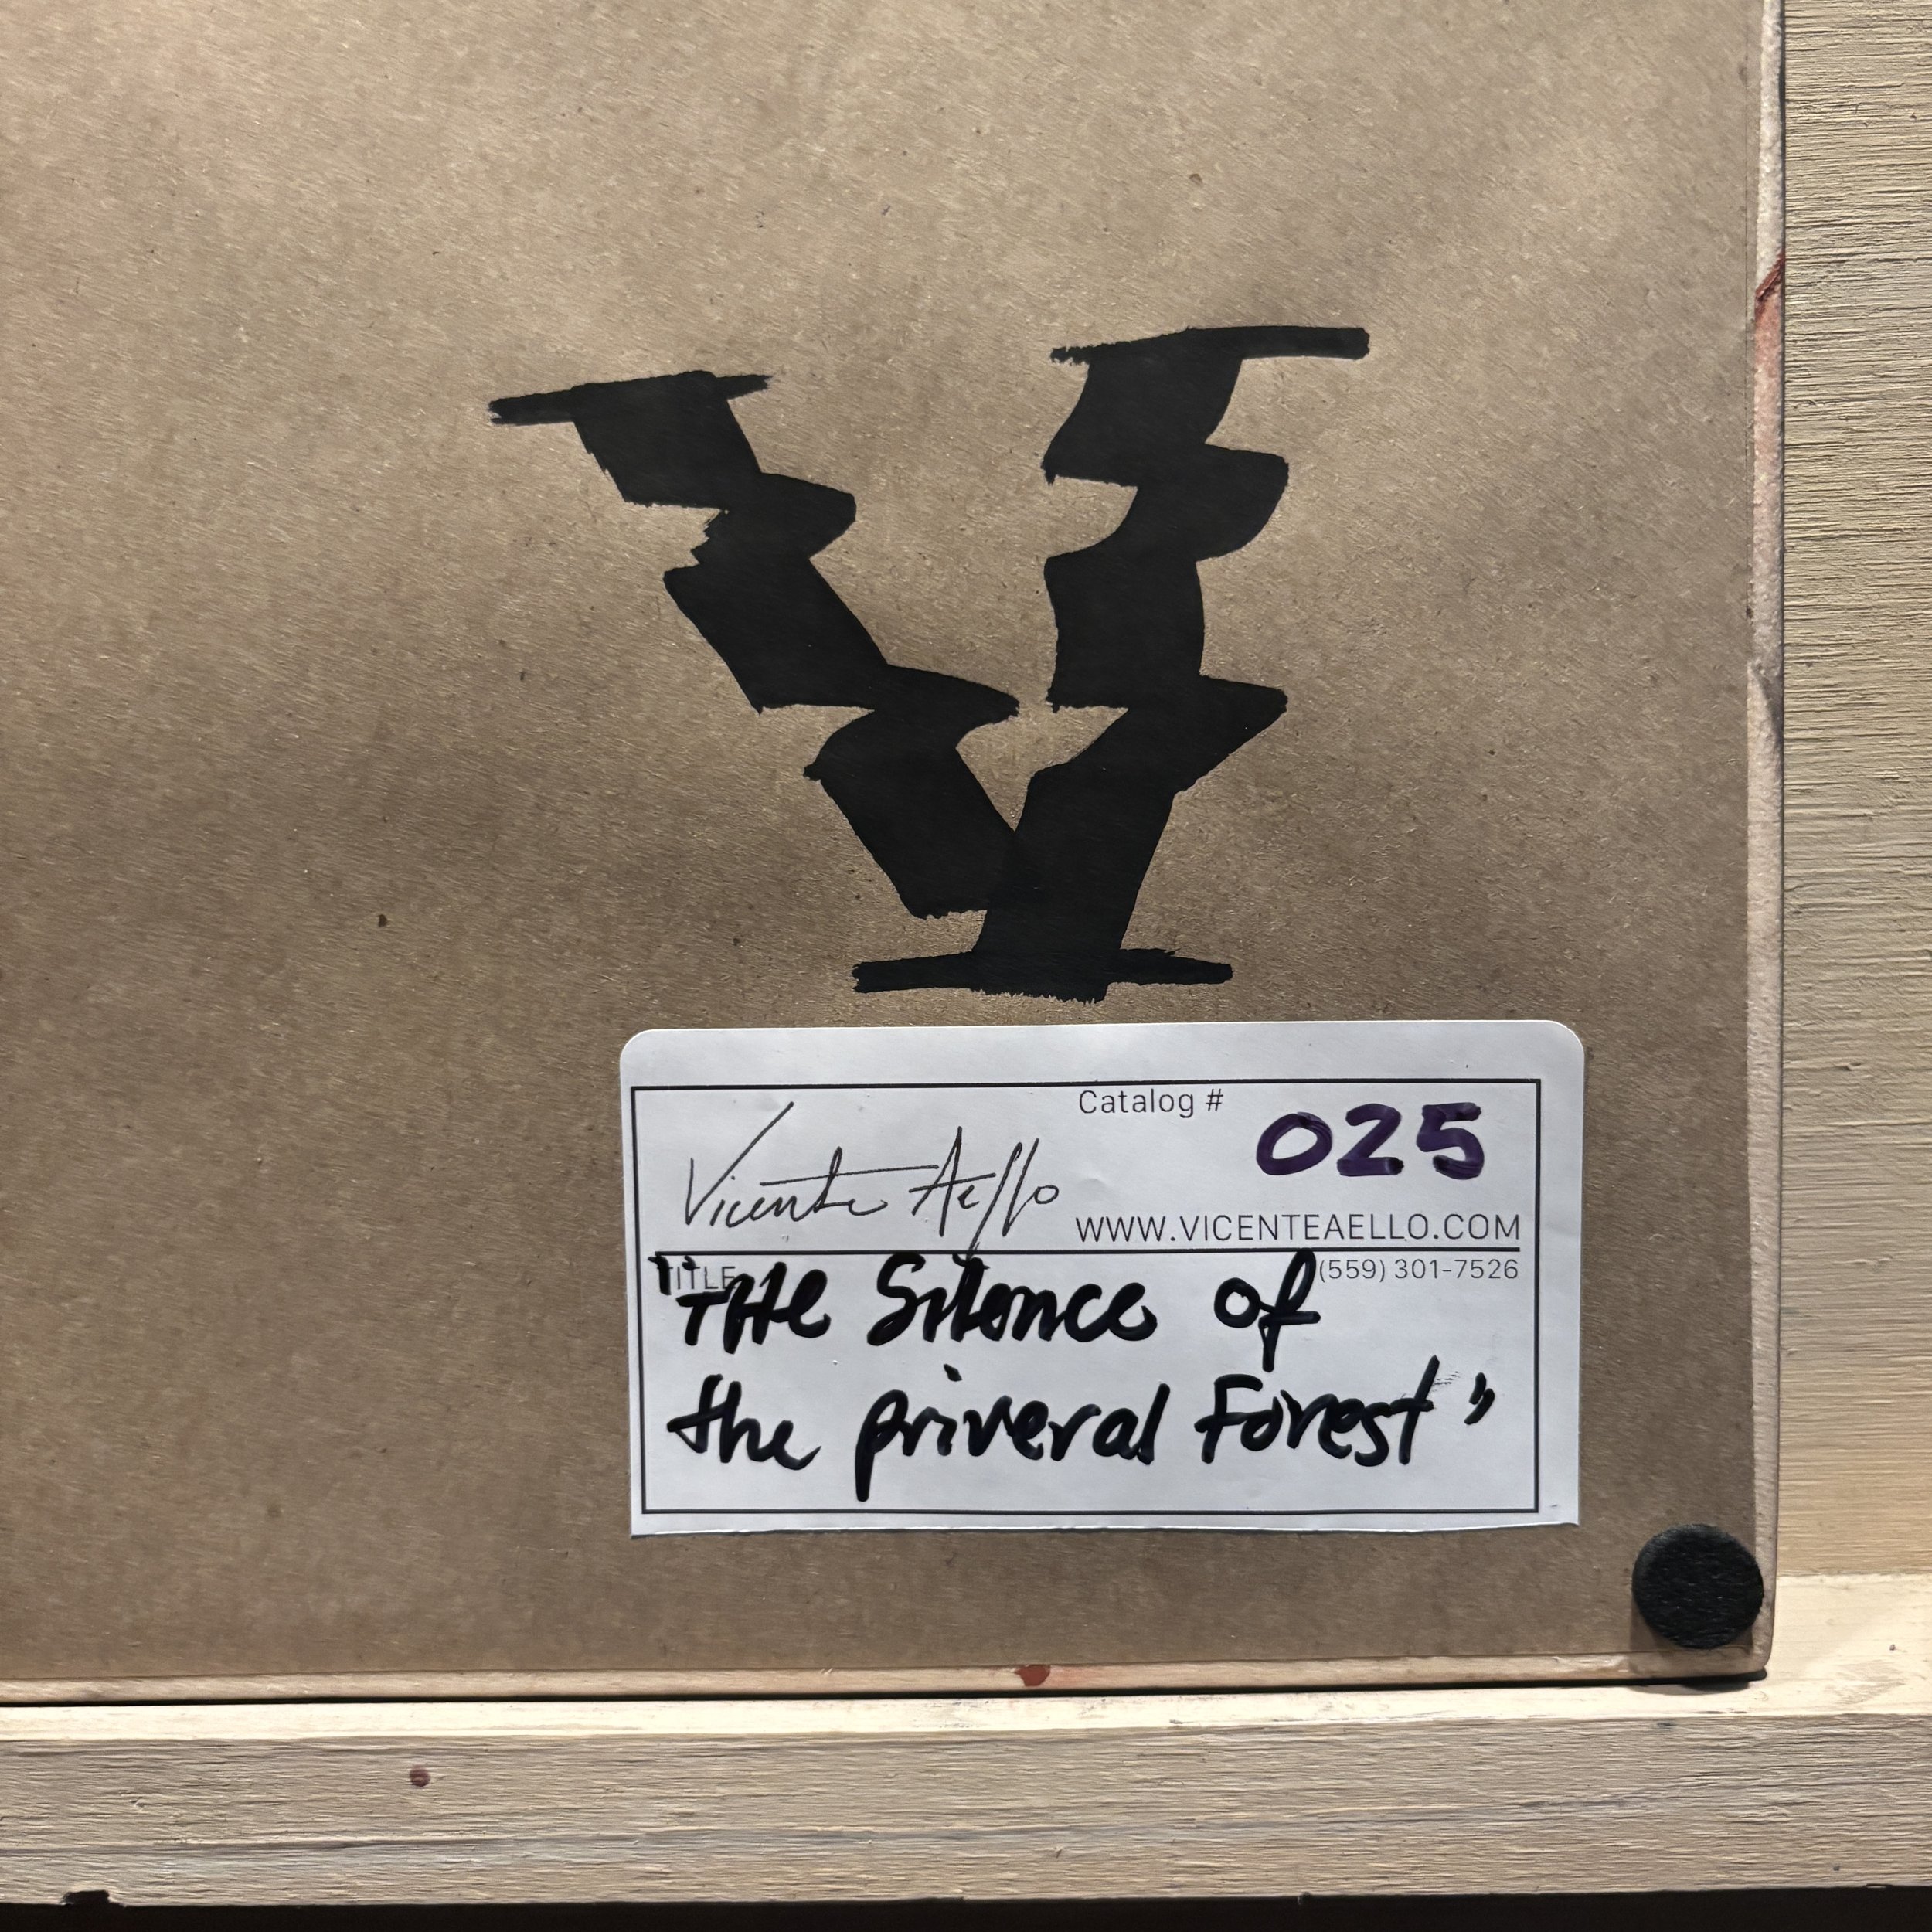 V
Catalog # 025
Vicente Aello
WWW.VICENTEAELLO.COM
TITLE
(559) 301-7526
"THe Silence of
the priveral Forest"